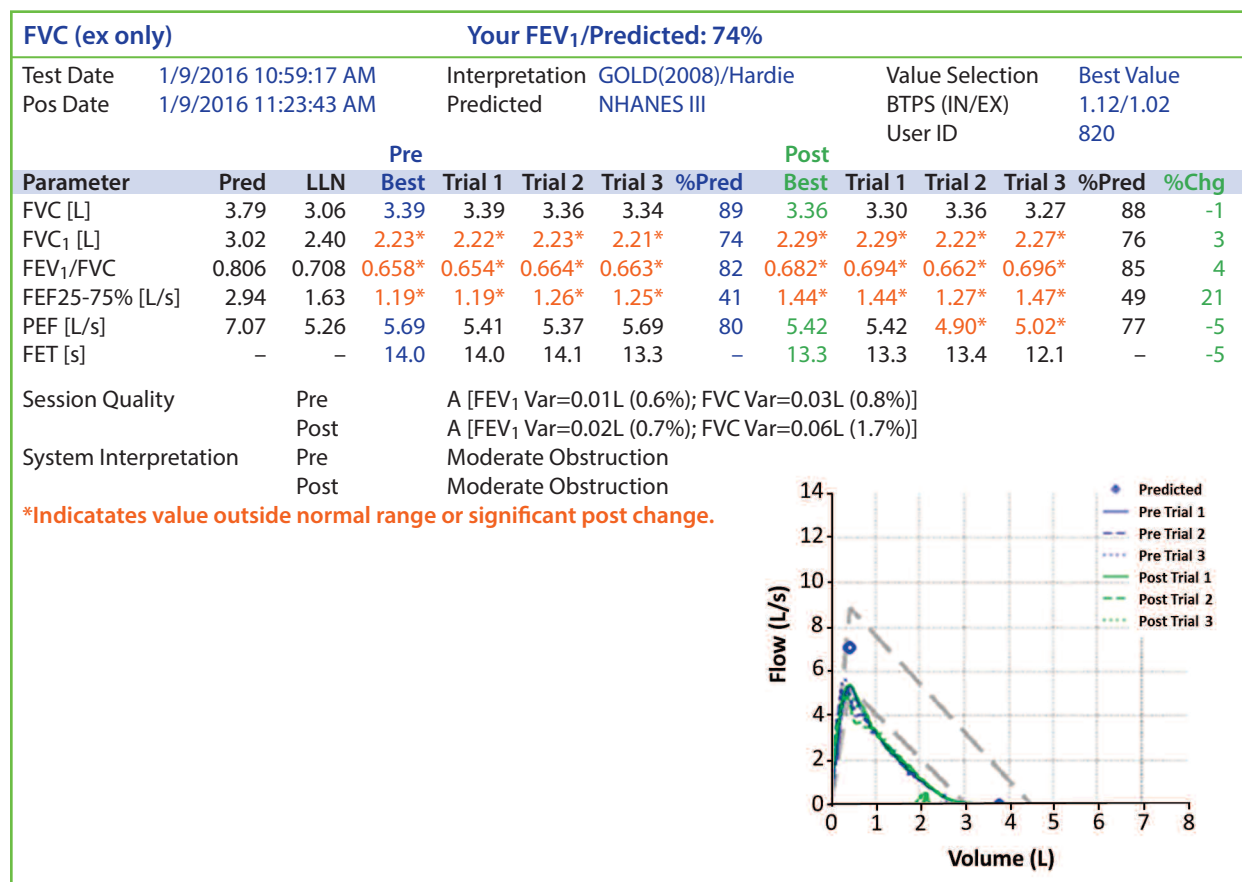 FVC (ex only) Your FEV₁/Predicted: 74%
Test Date 1/9/2016 10:59:17 AM Interpretation GOLD(2008)/Hardie Value Selection Best Value
Pos Date 1/9/2016 11:23:43 AM Predicted NHANES III BTPS (IN/EX) 1.12/1.02
User ID 820
Pre Post
Parameter Pred LLN Best Trial 1 Trial 2 Trial 3 %Pred Best Trial 1 Trial 2 Trial 3 %Pred %Chg
FVC [L] 3.79 3.06 3.39 3.39 3.36 3.34 89 3.36 3.30 3.36 3.27 88 -1
FVC₁ [L] 3.02 2.40 2.23* 2.22* 2.23* 2.21* 74 2.29* 2.29* 2.22* 2.27* 76 3
FEV₁/FVC 0.806 0.708 0.658* 0.654* 0.664* 0.663* 82 0.682* 0.694* 0.662* 0.696* 85 4
FEF25-75% [L/s] 2.94 1.63 1.19* 1.19* 1.26* 1.25* 41 1.44* 1.44* 1.27* 1.47* 49 21
PEF [L/s] 7.07 5.26 5.69 5.41 5.37 5.69 80 5.42 5.42 4.90* 5.02* 77 -5
FET [s] – – 14.0 14.0 14.1 13.3 – 13.3 13.3 13.4 12.1 – -5
Session Quality Pre A [FEV₁ Var=0.01L (0.6%); FVC Var=0.03L (0.8%)]
Post A [FEV₁ Var=0.02L (0.7%); FVC Var=0.06L (1.7%)]
System Interpretation Pre Moderate Obstruction
Post Moderate Obstruction
*Indicatates value outside normal range or significant post change.
Predicted
Pre Trial 1
Pre Trial 2
Pre Trial 3
Post Trial 1
Post Trial 2
Post Trial 3
Flow (L/s)
14
12
10
8
6
4
2
0
0 1 2 3 4 5 6 7 8
Volume (L)